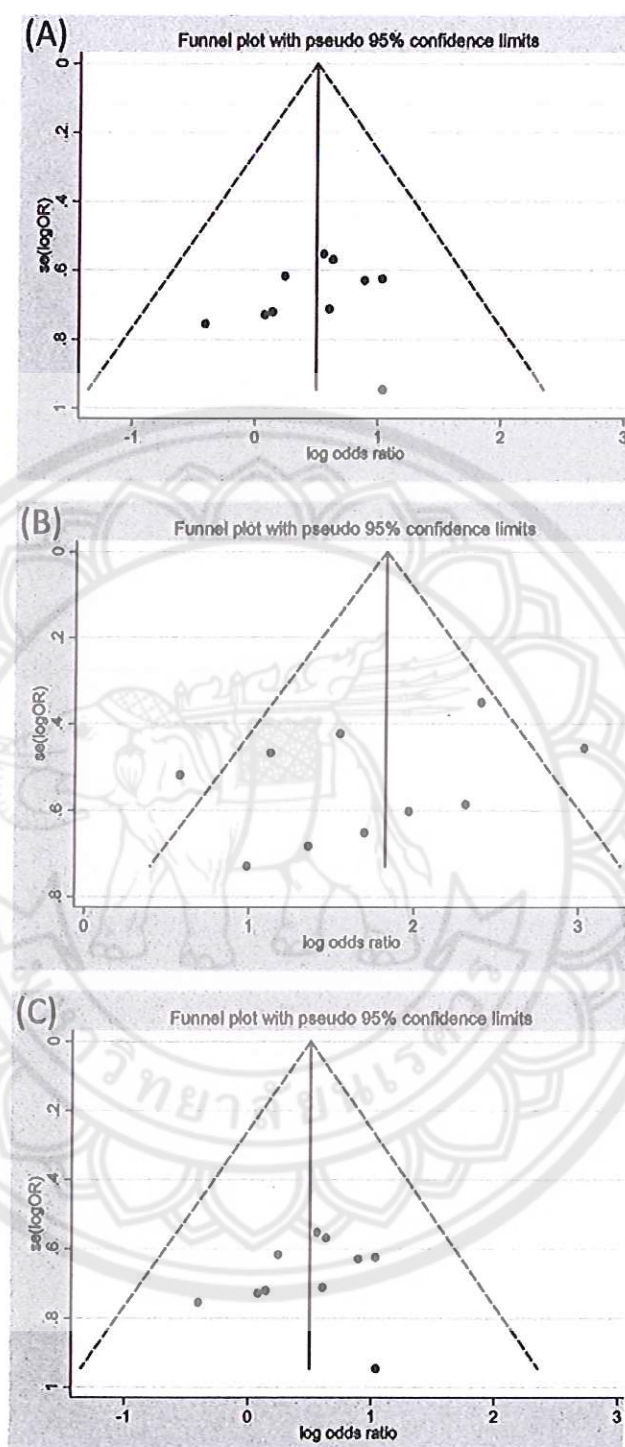 (A)
Funnel plot with pseudo 95% confidence limits
0
.2
.4
.6
.8
1
se(logOR)
-1
0
1
2
3
log odds ratio
(B)
Funnel plot with pseudo 95% confidence limits
0
.2
.4
.6
.8
se(logOR)
0
1
2
3
log odds ratio
(C)
Funnel plot with pseudo 95% confidence limits
0
.2
.4
.6
.8
1
se(logOR)
-1
0
1
2
3
log odds ratio